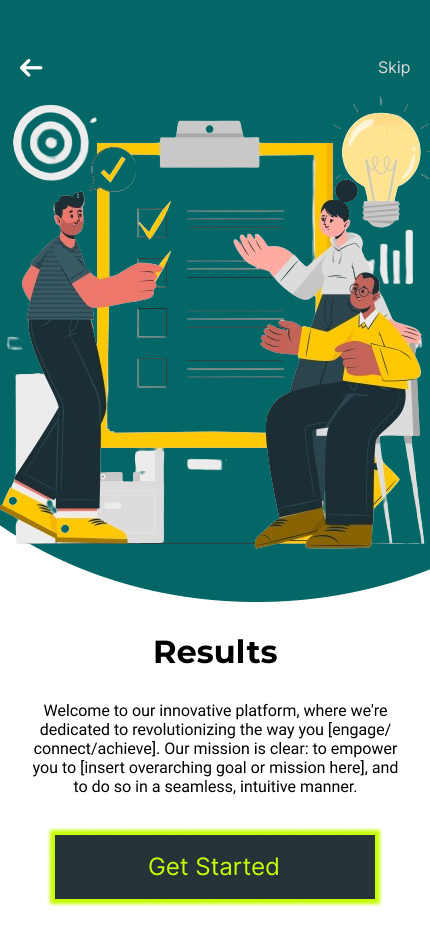 Skip
Results
Welcome to our innovative platform, where we're
dedicated to revolutionizing the way you [engage/
connect/achieve]. Our mission is clear: to empower
you to [insert overarching goal or mission here], and
to do so in a seamless, intuitive manner.
Get Started